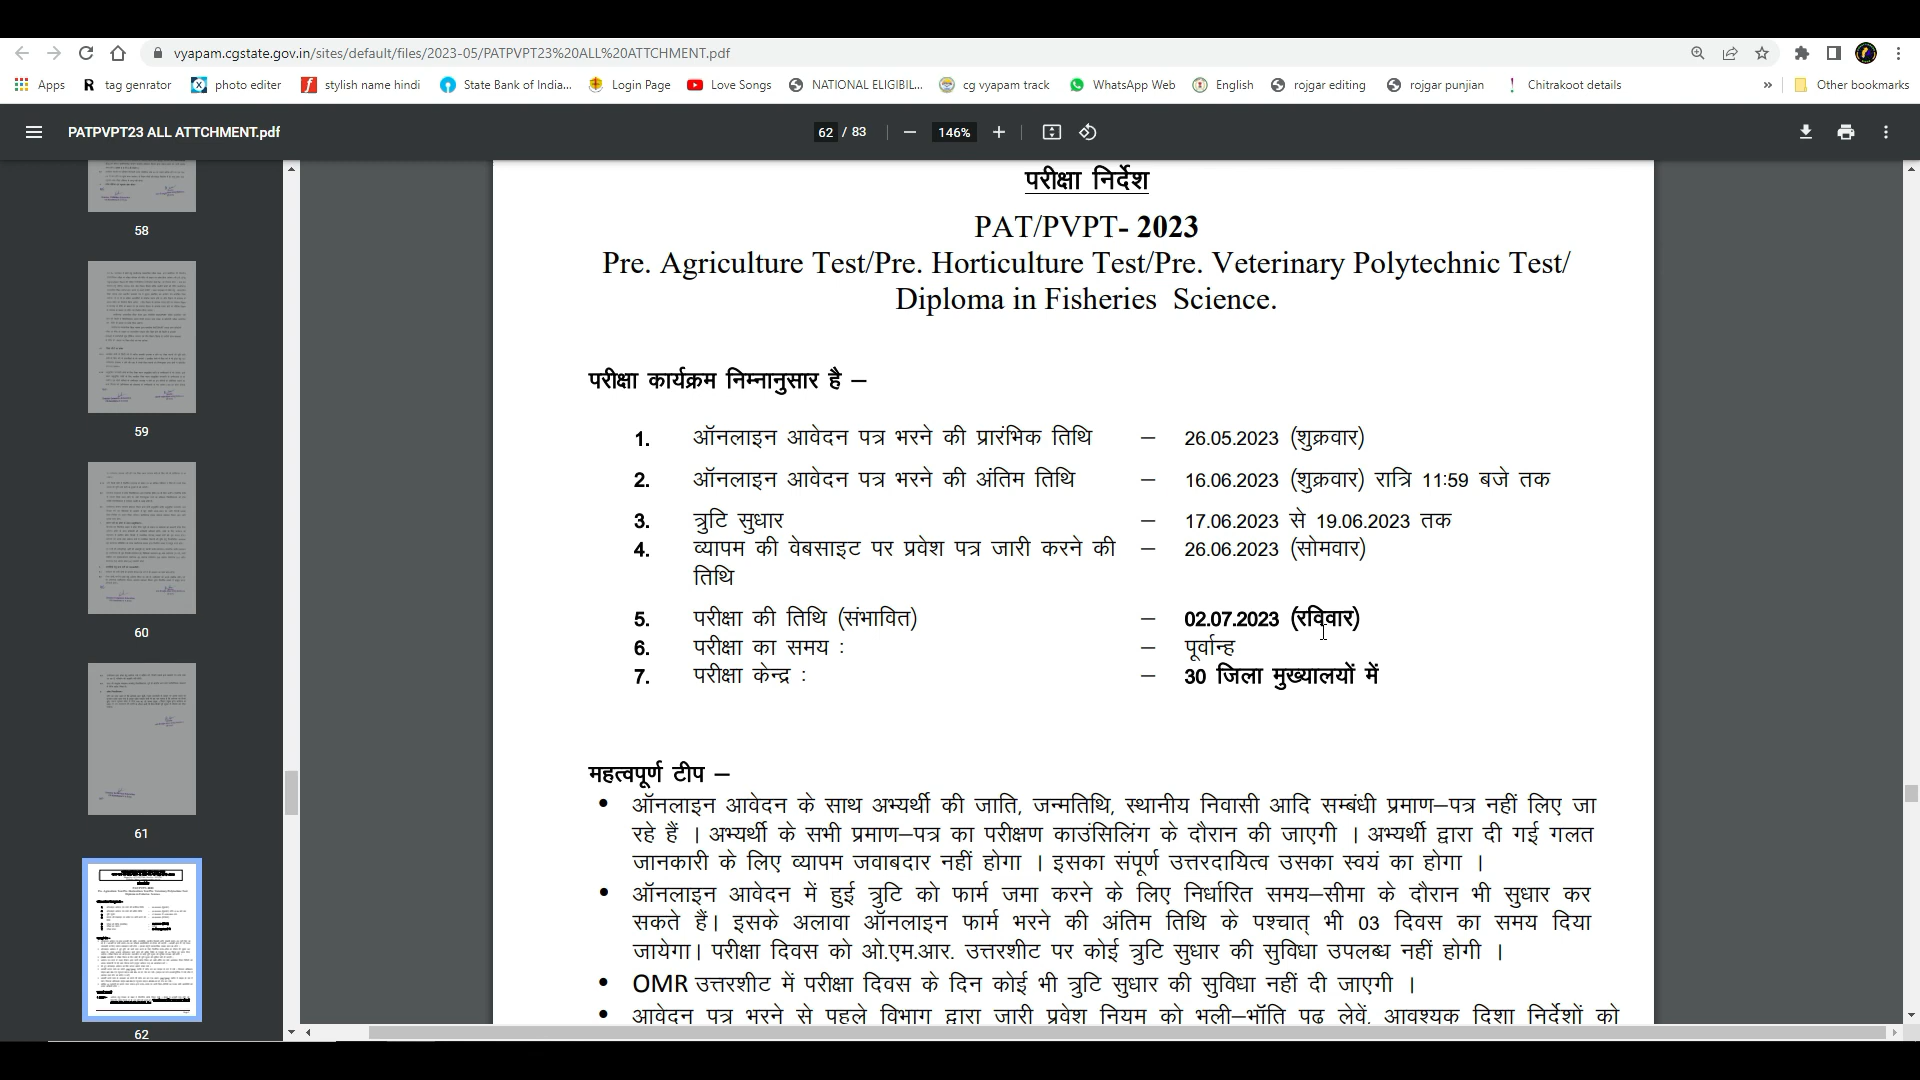 vyapam.cgstate.gov.in/sites/default/files/2023-05/PATPVPT23%20ALL%20ATTCHMENT.pdf
Apps R tag genrator photo editer stylish name hindi State Bank of India... Login Page Love Songs NATIONAL ELIGIBIL... cg vyapam track WhatsApp Web English rojgar editing rojgar punjian Chitrakoot details » Other bookmarks
PATPVPT23 ALL ATTCHMENT.pdf 62 / 83 − 146% +
58
59
60
61
62
परीक्षा निर्देश
PAT/PVPT- 2023
Pre. Agriculture Test/Pre. Horticulture Test/Pre. Veterinary Polytechnic Test/
Diploma in Fisheries Science.
परीक्षा कार्यक्रम निम्नानुसार है –
1. ऑनलाइन आवेदन पत्र भरने की प्रारंभिक तिथि – 26.05.2023 (शुक्रवार)
2. ऑनलाइन आवेदन पत्र भरने की अंतिम तिथि – 16.06.2023 (शुक्रवार) रात्रि 11:59 बजे तक
3. त्रुटि सुधार – 17.06.2023 से 19.06.2023 तक
4. व्यापम की वेबसाइट पर प्रवेश पत्र जारी करने की – 26.06.2023 (सोमवार)
तिथि
5. परीक्षा की तिथि (संभावित) – 02.07.2023 (रविवार)
6. परीक्षा का समय : – पूर्वान्ह
7. परीक्षा केन्द्र : – 30 जिला मुख्यालयों में
महत्वपूर्ण टीप –
• ऑनलाइन आवेदन के साथ अभ्यर्थी की जाति, जन्मतिथि, स्थानीय निवासी आदि सम्बंधी प्रमाण–पत्र नहीं लिए जा
रहे हैं । अभ्यर्थी के सभी प्रमाण–पत्र का परीक्षण काउंसिलिंग के दौरान की जाएगी । अभ्यर्थी द्वारा दी गई गलत
जानकारी के लिए व्यापम जवाबदार नहीं होगा । इसका संपूर्ण उत्तरदायित्व उसका स्वयं का होगा ।
• ऑनलाइन आवेदन में हुई त्रुटि को फार्म जमा करने के लिए निर्धारित समय–सीमा के दौरान भी सुधार कर
सकते हैं। इसके अलावा ऑनलाइन फार्म भरने की अंतिम तिथि के पश्चात् भी 03 दिवस का समय दिया
जायेगा। परीक्षा दिवस को ओ.एम.आर. उत्तरशीट पर कोई त्रुटि सुधार की सुविधा उपलब्ध नहीं होगी ।
• OMR उत्तरशीट में परीक्षा दिवस के दिन कोई भी त्रुटि सुधार की सुविधा नहीं दी जाएगी ।
• आवेदन पत्र भरने से पहले विभाग द्वारा जारी प्रवेश नियम को भली–भॉति पढ़ लेवें, आवश्यक दिशा निर्देशों को